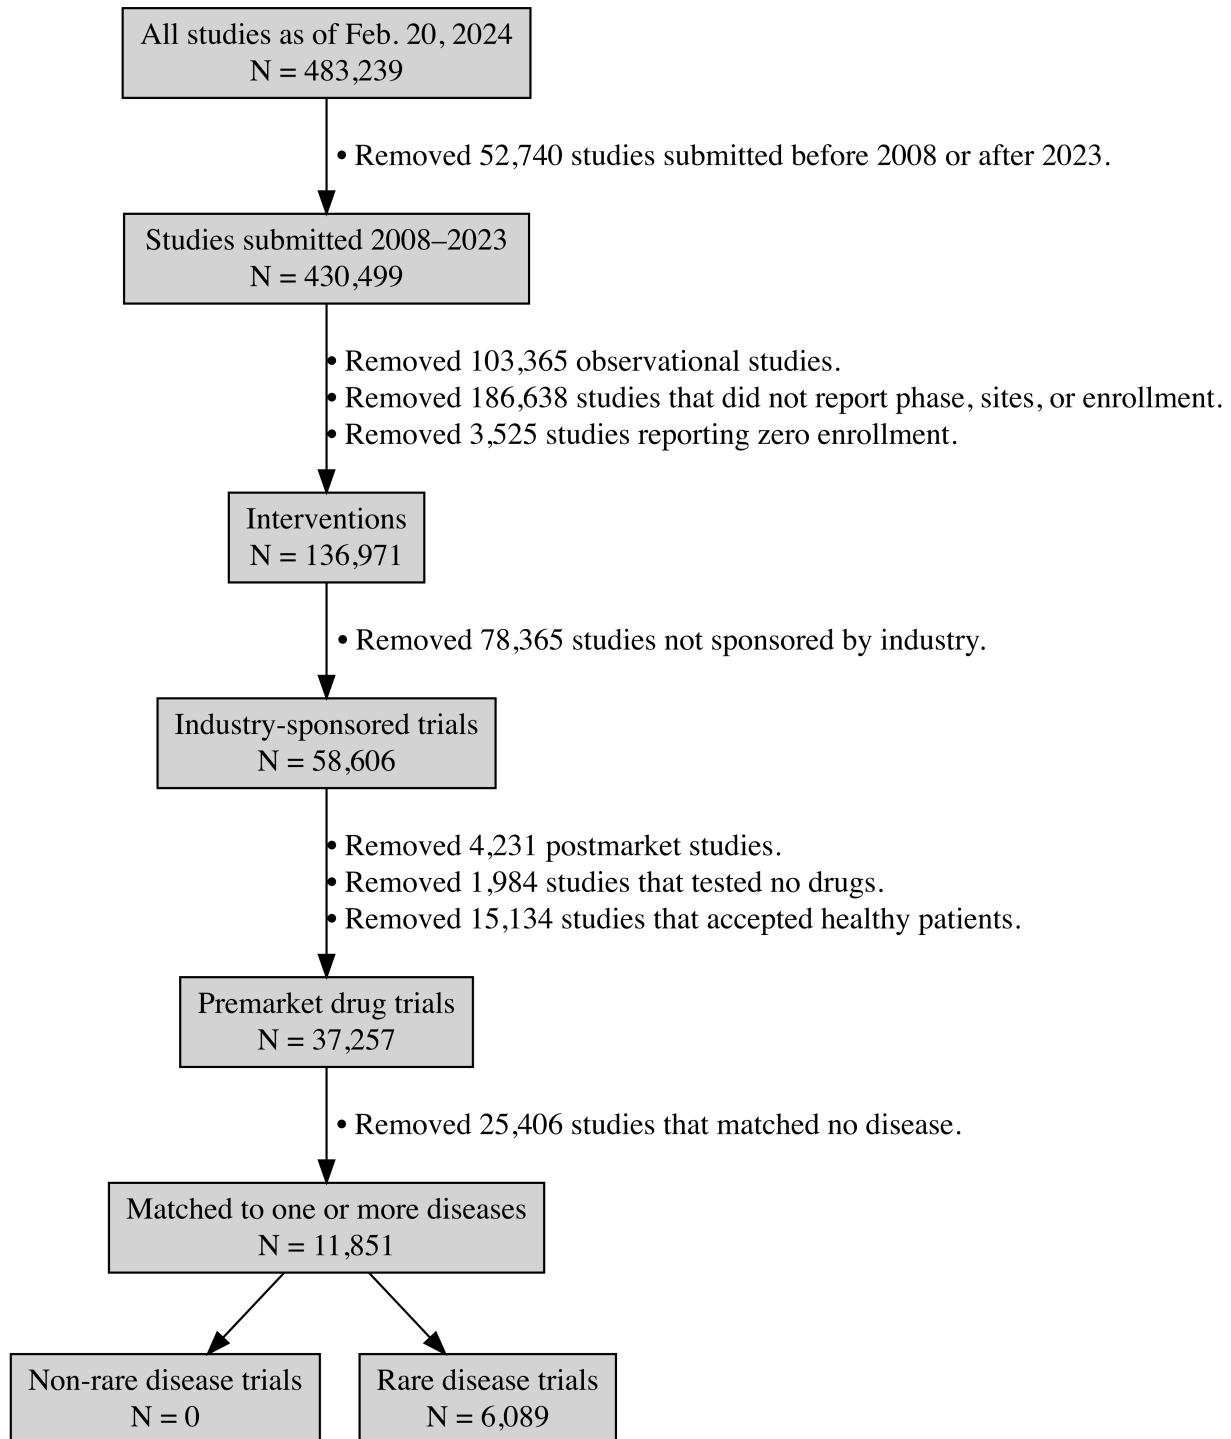 All studies as of Feb. 20, 2024
N = 483,239
• Removed 52,740 studies submitted before 2008 or after 2023.
Studies submitted 2008–2023
N = 430,499
• Removed 103,365 observational studies.
• Removed 186,638 studies that did not report phase, sites, or enrollment.
• Removed 3,525 studies reporting zero enrollment.
Interventions
N = 136,971
• Removed 78,365 studies not sponsored by industry.
Industry-sponsored trials
N = 58,606
• Removed 4,231 postmarket studies.
• Removed 1,984 studies that tested no drugs.
• Removed 15,134 studies that accepted healthy patients.
Premarket drug trials
N = 37,257
• Removed 25,406 studies that matched no disease.
Matched to one or more diseases
N = 11,851
Non-rare disease trials
N = 0
Rare disease trials
N = 6,089